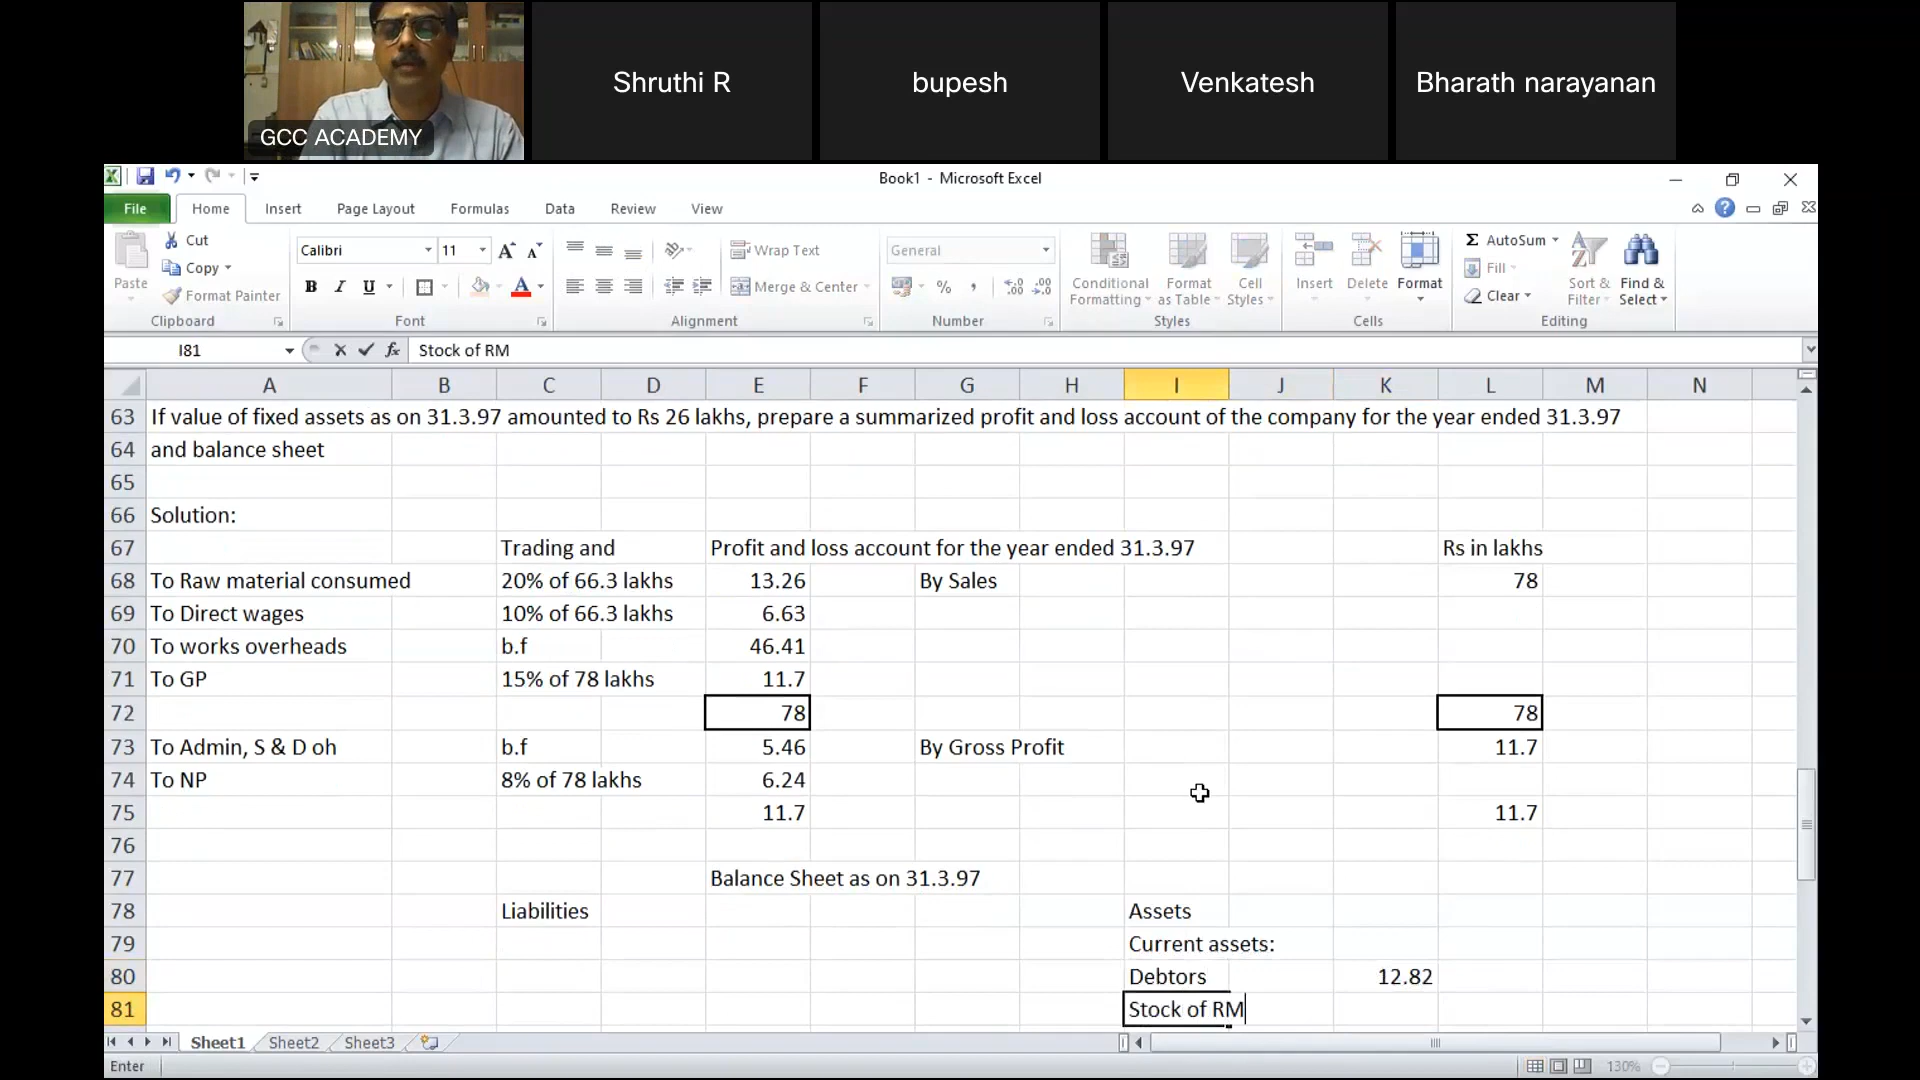 Shruthi R
bupesh
Venkatesh
Bharath narayanan
GCC ACADEMY
Book1 - Microsoft Excel
File Home Insert Page Layout Formulas Data Review View
Cut
Copy
Format Painter
Paste
Clipboard
Calibri 11
B I U
Font
Wrap Text
Merge & Center
Alignment
General
%
Number
Conditional Formatting
Format as Table
Cell Styles
Styles
Insert Delete Format
Cells
AutoSum
Fill
Clear
Sort & Filter
Find & Select
Editing
I81 fx Stock of RM
A B C D E F G H I J K L M N
63 If value of fixed assets as on 31.3.97 amounted to Rs 26 lakhs, prepare a summarized profit and loss account of the company for the year ended 31.3.97
64 and balance sheet
65
66 Solution:
67 Trading and Profit and loss account for the year ended 31.3.97 Rs in lakhs
68 To Raw material consumed 20% of 66.3 lakhs 13.26 By Sales 78
69 To Direct wages 10% of 66.3 lakhs 6.63
70 To works overheads b.f 46.41
71 To GP 15% of 78 lakhs 11.7
72 78 78
73 To Admin, S & D oh b.f 5.46 By Gross Profit 11.7
74 To NP 8% of 78 lakhs 6.24
75 11.7 11.7
76
77 Balance Sheet as on 31.3.97
78 Liabilities Assets
79 Current assets:
80 Debtors 12.82
81 Stock of RM
Sheet1 Sheet2 Sheet3
Enter 130%